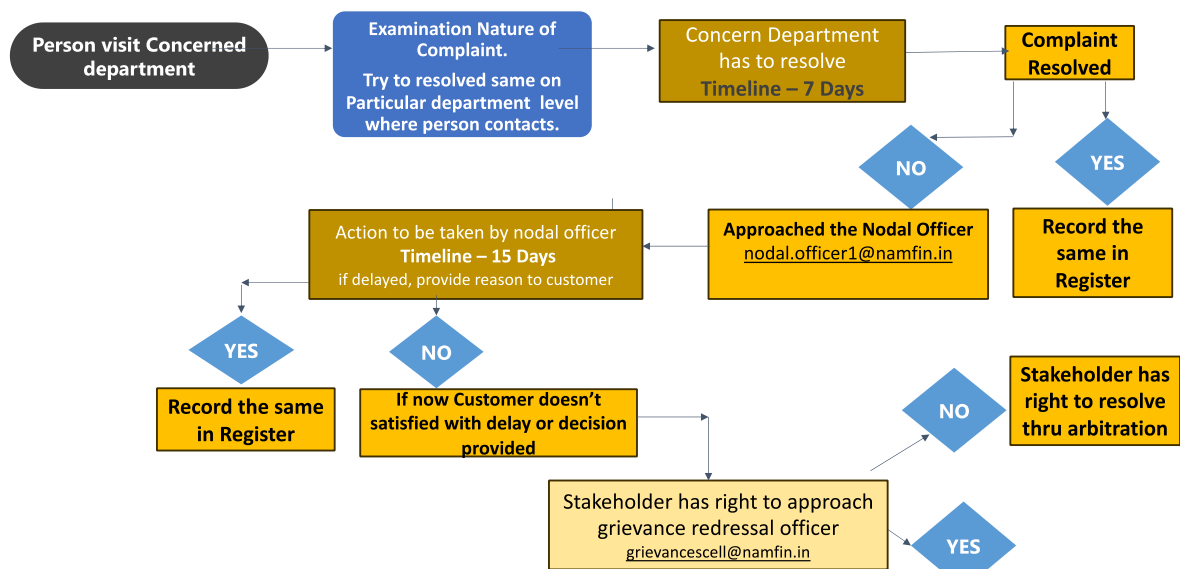 Person visit Concerned
department
Examination Nature of
Complaint.
Try to resolved same on
Particular department level
where person contacts.
Concern Department
has to resolve
Timeline – 7 Days
Complaint
Resolved
NO
YES
Approached the Nodal Officer
nodal.officer1@namfin.in
Record the
same in
Register
Action to be taken by nodal officer
Timeline – 15 Days
if delayed, provide reason to customer
YES
NO
Record the same
in Register
If now Customer doesn’t
satisfied with delay or decision
provided
NO
Stakeholder has
right to resolve
thru arbitration
Stakeholder has right to approach
grievance redressal officer
grievancescell@namfin.in
YES